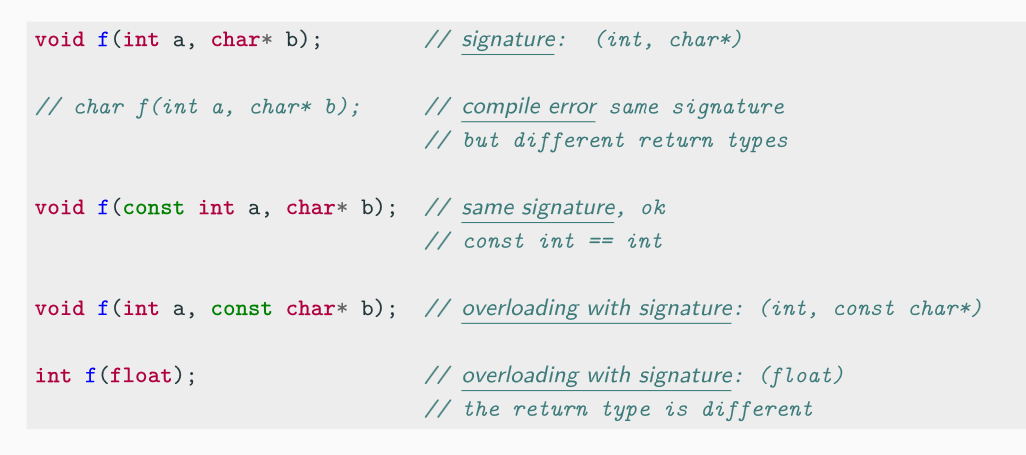 void f(int a, char* b); // signature: (int, char*)
// char f(int a, char* b); // compile error same signature
// but different return types
void f(const int a, char* b); // same signature, ok
// const int == int
void f(int a, const char* b); // overloading with signature: (int, const char*)
int f(float); // overloading with signature: (float)
// the return type is different